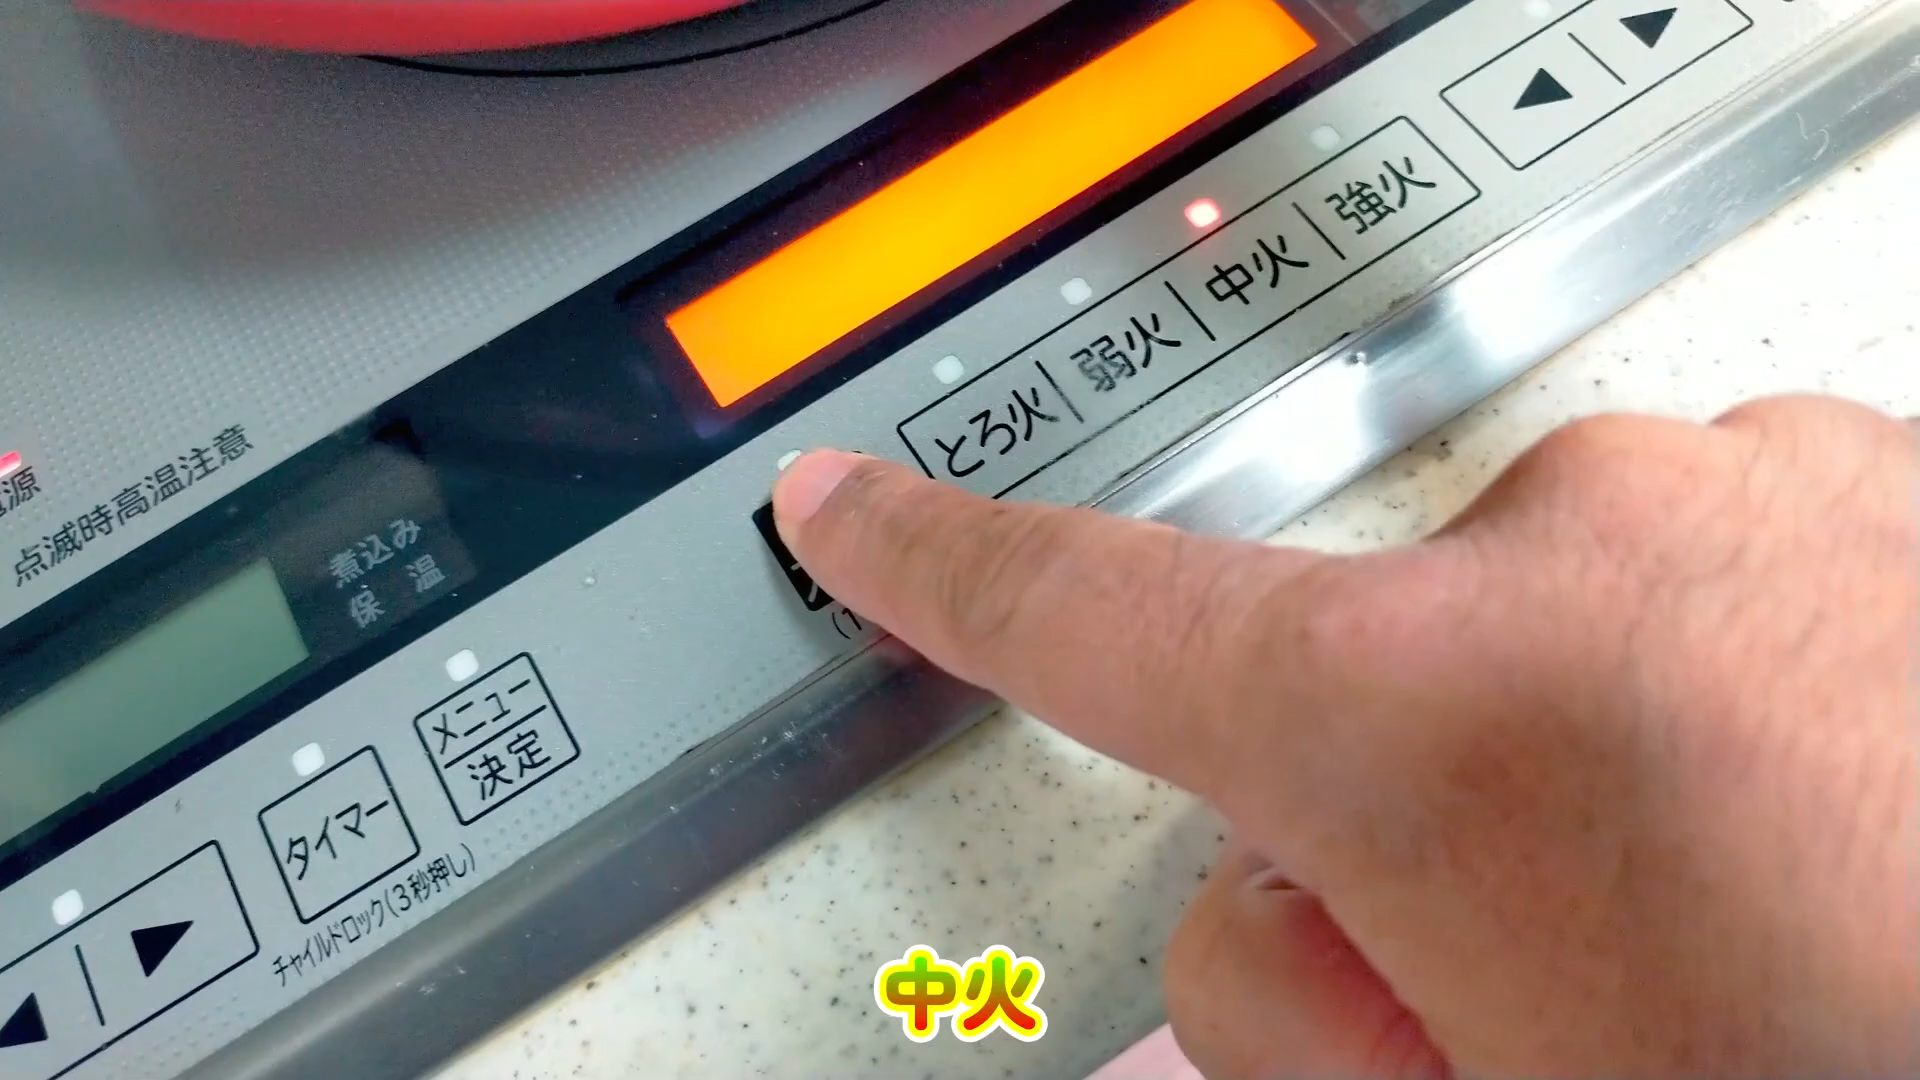 点滅時高温注意
煮込み
保 温
とろ火 弱火 中火 強火
メニュー
決定
タイマー
チャイルドロック(3秒押し)
中火